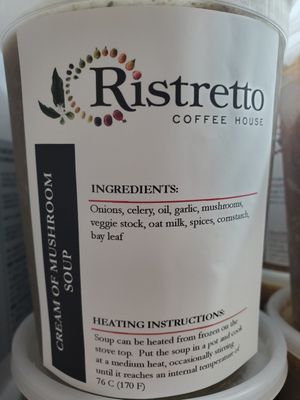 Ristretto
COFFEE HOUSE
CREAM OF MUSHROOM
SOUP
INGREDIENTS:
Onions, celery, oil, garlic, mushrooms,
veggie stock, oat milk, spices, cornstarch,
bay leaf
HEATING INSTRUCTIONS:
Soup can be heated from frozen on the
stove top. Put the soup in a pot and cook
at a medium heat, occasionally stirring
until it reaches an internal temperature of
76 C (170 F)